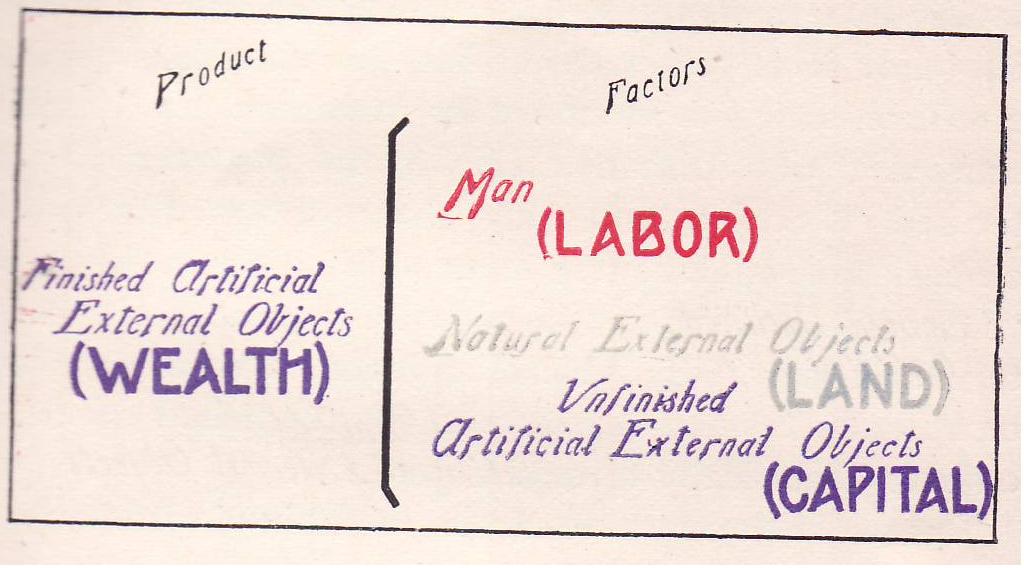 Product
Factors
Man
(LABOR)
Finished Artificial
External Objects
(WEALTH)
Natural External Objects
(LAND)
Unfinished
Artificial External Objects
(CAPITAL)